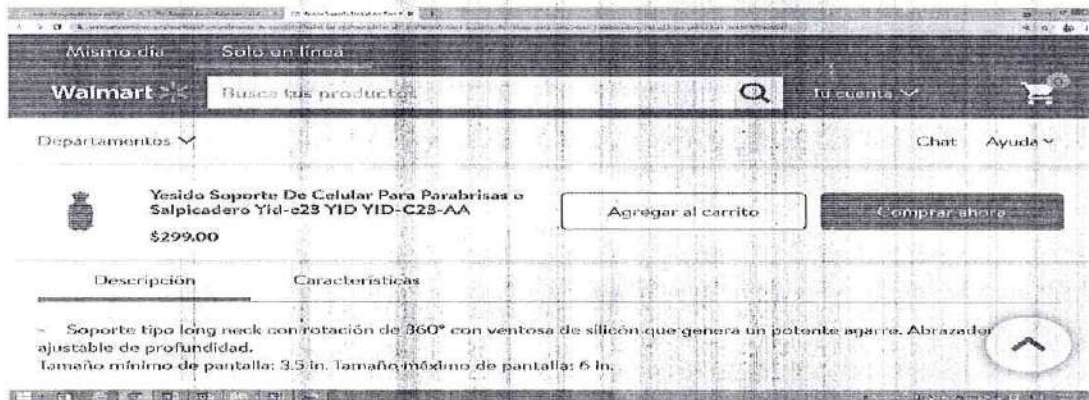 Mismo día Solo en línea
Walmart Busca tus productos Tu cuenta
Departamentos Chat Ayuda
Yesido Soporte De Celular Para Parabrisas o
Salpicadero Yid-c23 YID YID-C23-AA
$299.00
Agregar al carrito Comprar ahora
Descripción Características
- Soporte tipo long neck con rotación de 360° con ventosa de silicón que genera un potente agarre. Abrazader
ajustable de profundidad.
Tamaño mínimo de pantalla: 3.5 in. Tamaño máximo de pantalla: 6 in.